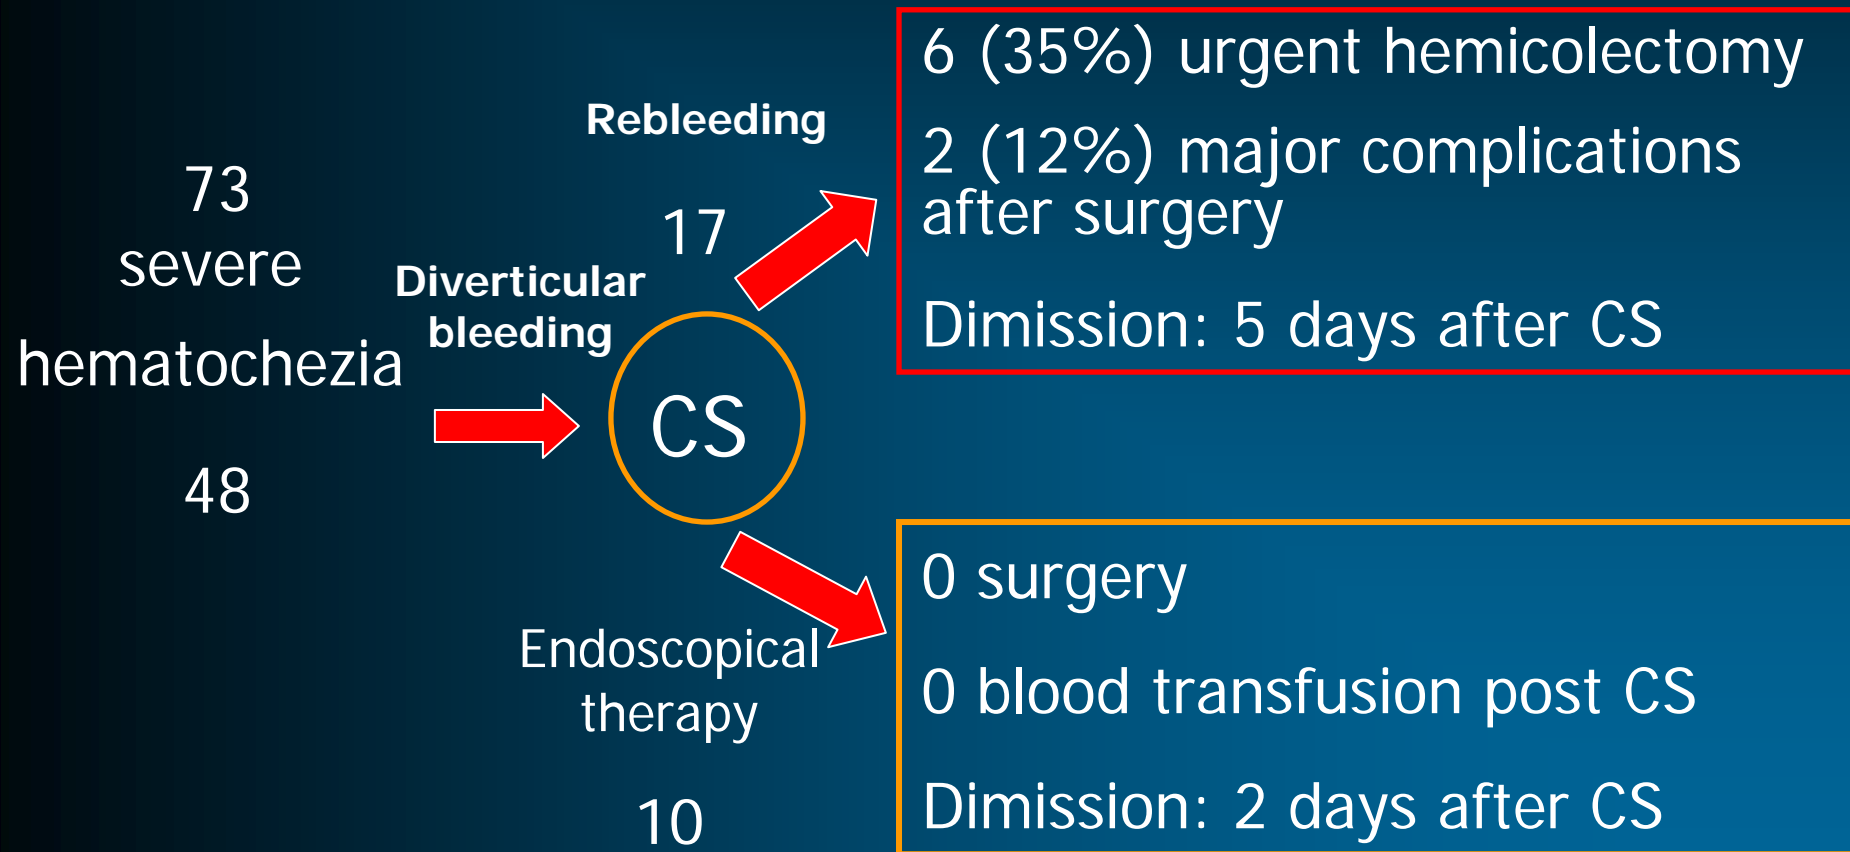 73
severe
hematochezia
48
Diverticular
bleeding
Rebleeding
17
CS
Endoscopical
therapy
10
6 (35%) urgent hemicolectomy
2 (12%) major complications
after surgery
Dimission: 5 days after CS
0 surgery
0 blood transfusion post CS
Dimission: 2 days after CS